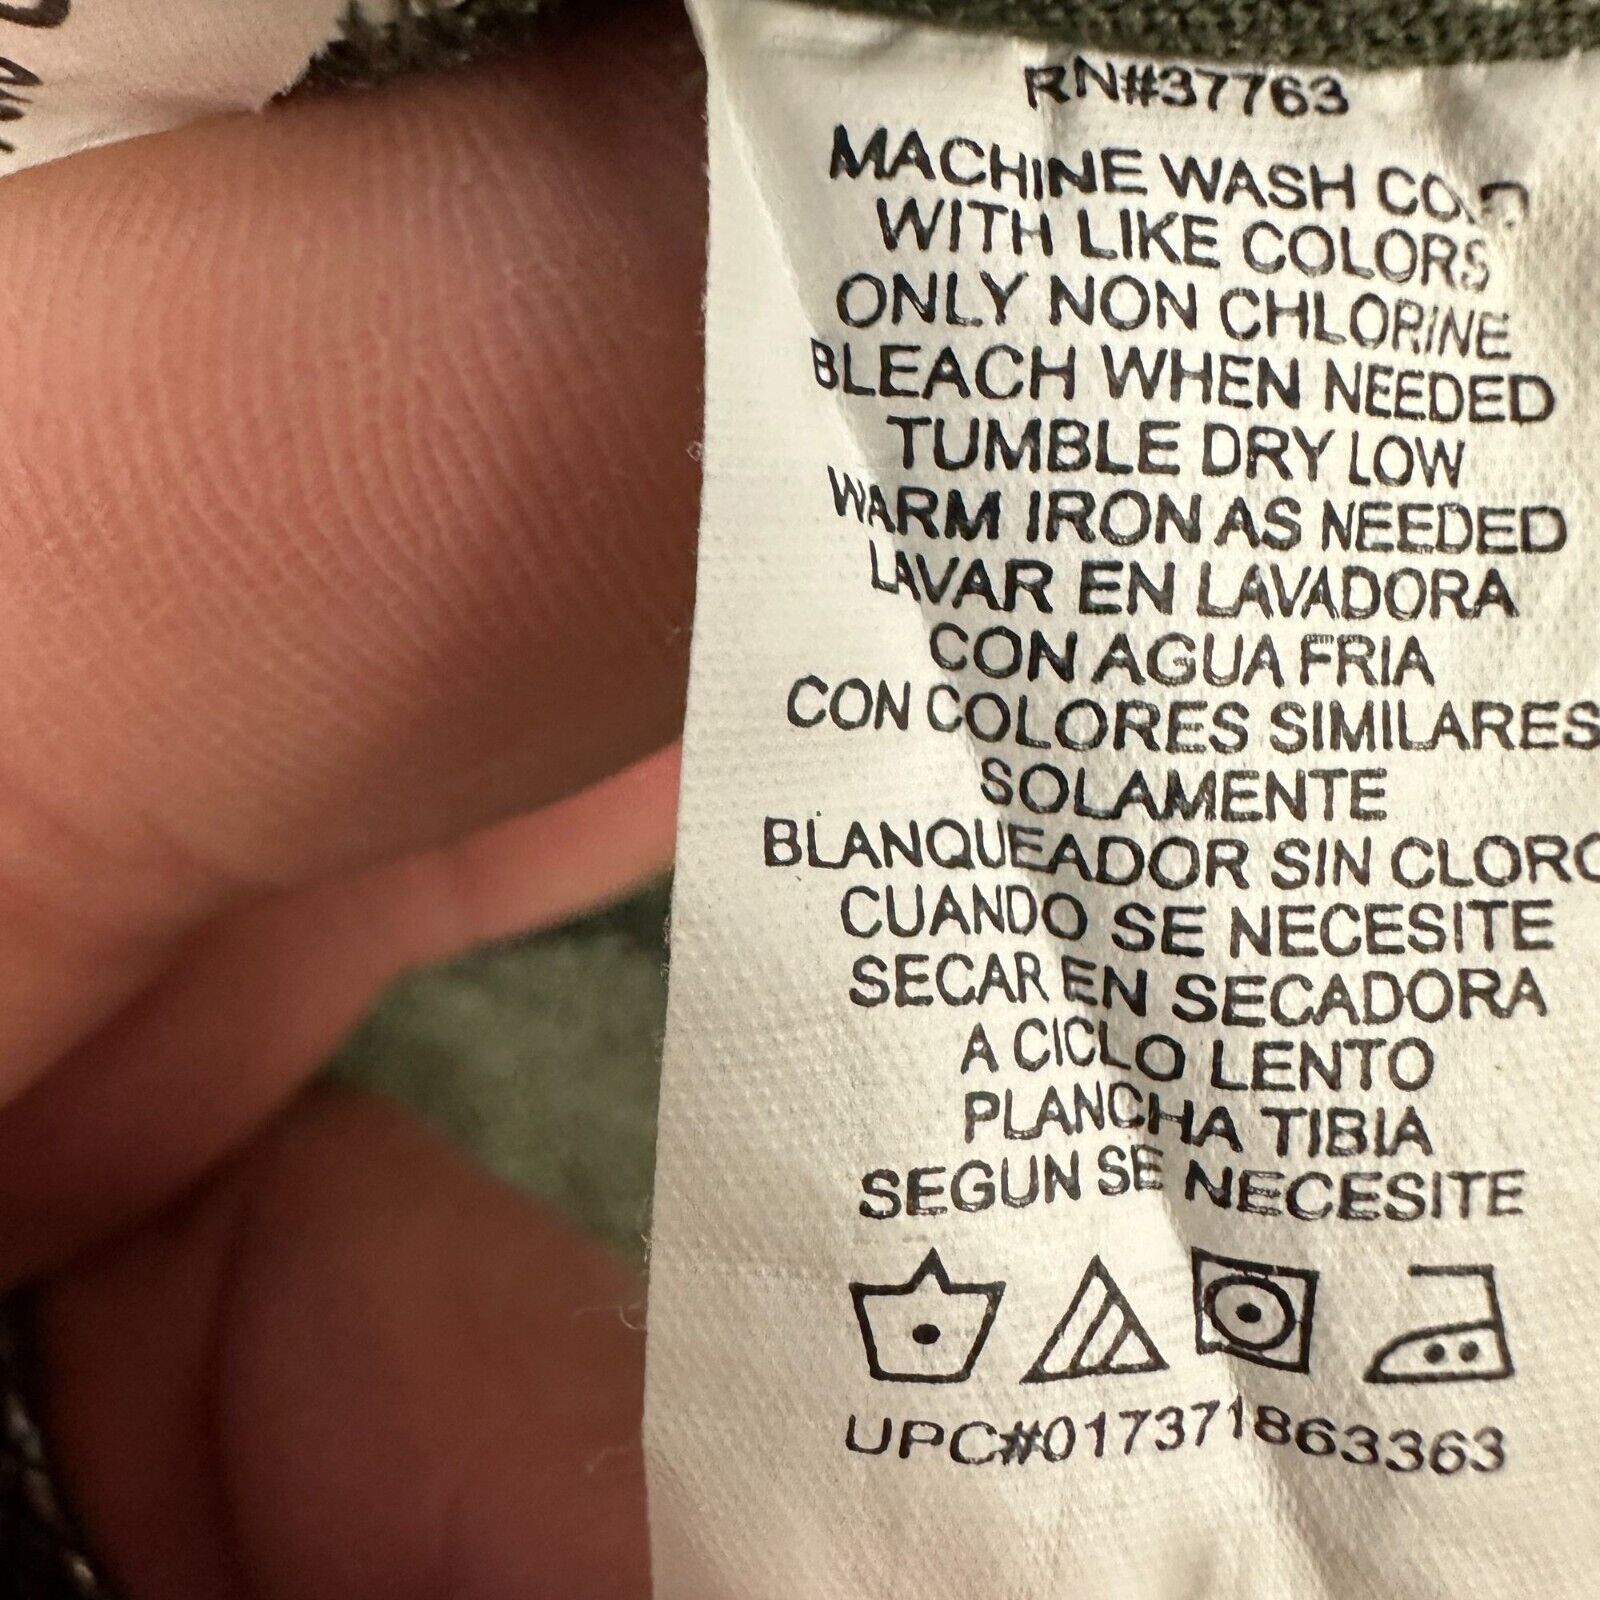 RN#37763
MACHINE WASH COLD
WITH LIKE COLORS
ONLY NON CHLORINE
BLEACH WHEN NEEDED
TUMBLE DRY LOW
WARM IRON AS NEEDED
LAVAR EN LAVADORA
CON AGUA FRIA
CON COLORES SIMILARES
SOLAMENTE
BLANQUEADOR SIN CLORO
CUANDO SE NECESITE
SECAR EN SECADORA
A CICLO LENTO
PLANCHA TIBIA
SEGUN SE NECESITE
UPC#017371863363